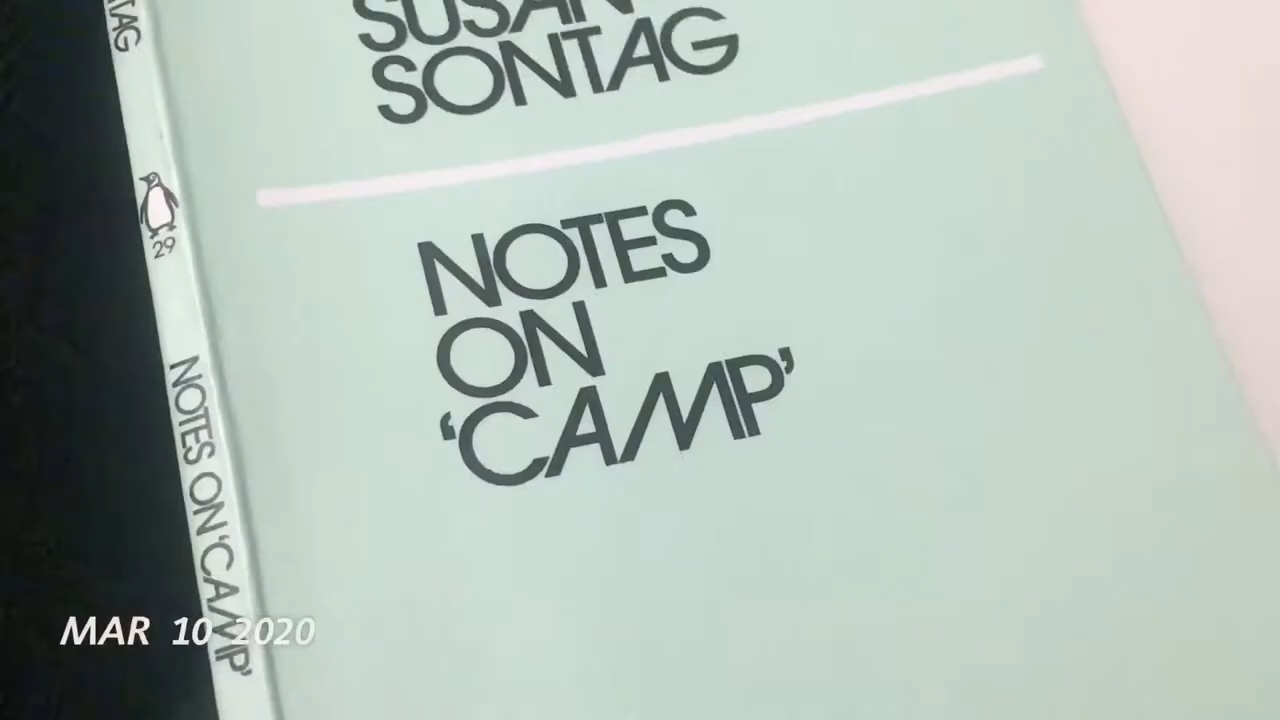 SUSAN
SONTAG
NOTES
ON
‘CAMP’
TAG
29
NOTES ON ‘CAMP’
MAR 10 2020